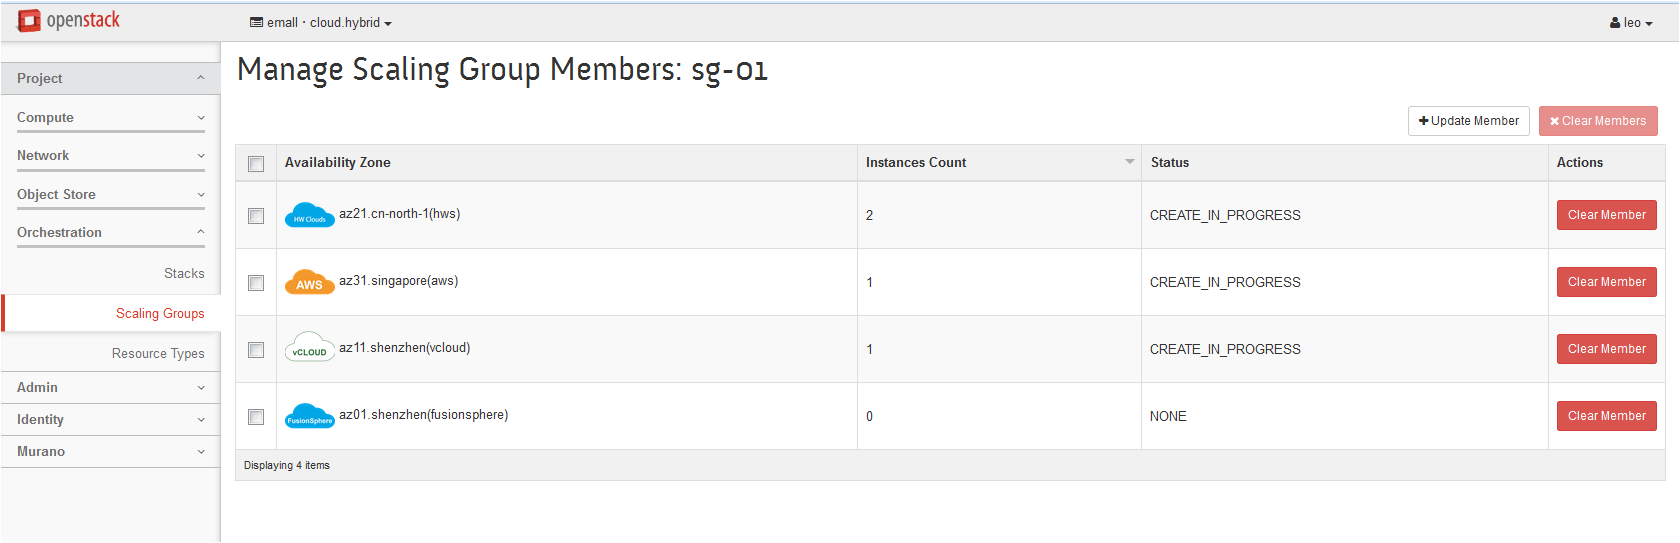 openstack
emall · cloud.hybrid
leo
Project
Compute
Network
Object Store
Orchestration
Stacks
Scaling Groups
Resource Types
Admin
Identity
Murano
Manage Scaling Group Members: sg-01
Update Member
Clear Members
Availability Zone Instances Count Status Actions
HW Clouds az21.cn-north-1(hws) 2 CREATE_IN_PROGRESS Clear Member
AWS az31.singapore(aws) 1 CREATE_IN_PROGRESS Clear Member
vCLOUD az11.shenzhen(vcloud) 1 CREATE_IN_PROGRESS Clear Member
FusionSphere az01.shenzhen(fusionsphere) 0 NONE Clear Member
Displaying 4 items